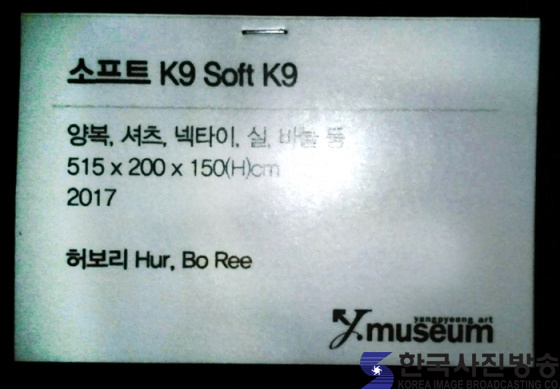 소프트 K9 Soft K9
양복, 셔츠, 넥타이, 실, 바늘 등
515 x 200 x 150(H)cm
2017
허보리 Hur, Bo Ree
yangpyeong art
y.museum
한국사진방송
KOREA IMAGE BROADCASTING